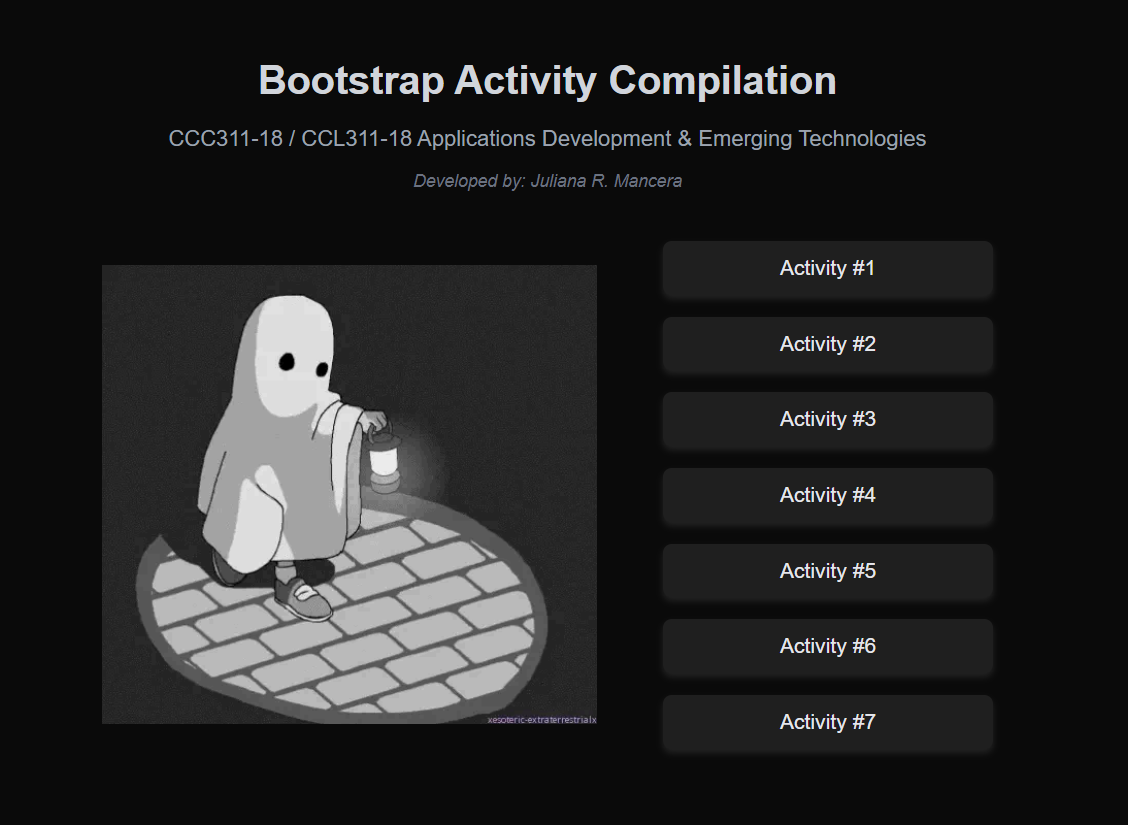 Bootstrap Activity Compilation
CCC311-18 / CCL311-18 Applications Development & Emerging Technologies
Developed by: Juliana R. Mancera
Activity #1
Activity #2
Activity #3
Activity #4
Activity #5
Activity #6
Activity #7
xesoteric-extraterrestrialx